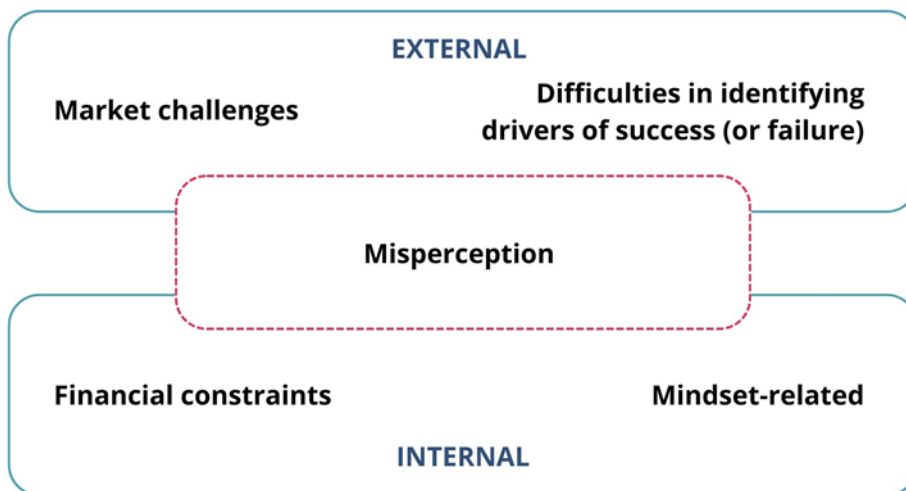 EXTERNAL
Market challenges
Difficulties in identifying
drivers of success (or failure)
Misperception
Financial constraints
Mindset-related
INTERNAL